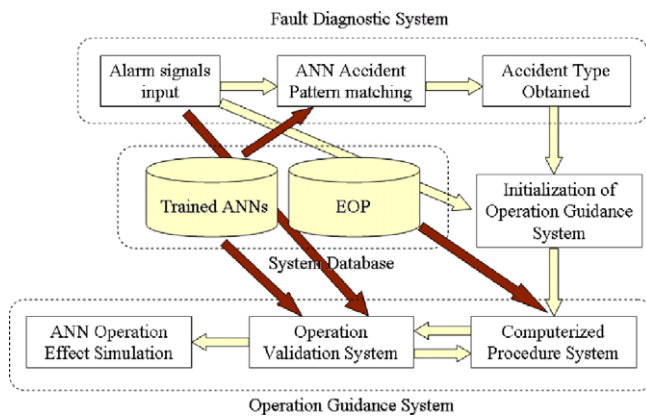 Fault Diagnostic System
Alarm signals
input
ANN Accident
Pattern matching
Accident Type
Obtained
Trained ANNs
EOP
Initialization of
Operation Guidance
System
System Database
ANN Operation
Effect Simulation
Operation
Validation System
Computerized
Procedure System
Operation Guidance System